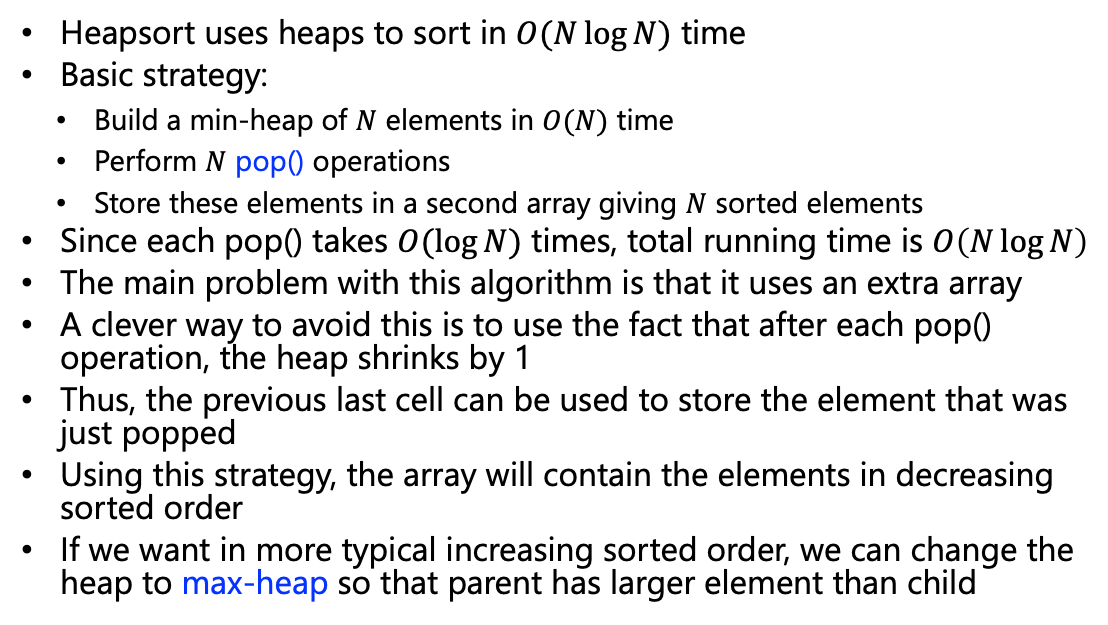 • Heapsort uses heaps to sort in O(N log N) time
• Basic strategy:
• Build a min-heap of N elements in O(N) time
• Perform N pop() operations
• Store these elements in a second array giving N sorted elements
• Since each pop() takes O(log N) times, total running time is O(N log N)
• The main problem with this algorithm is that it uses an extra array
• A clever way to avoid this is to use the fact that after each pop()
operation, the heap shrinks by 1
• Thus, the previous last cell can be used to store the element that was
just popped
• Using this strategy, the array will contain the elements in decreasing
sorted order
• If we want in more typical increasing sorted order, we can change the
heap to max-heap so that parent has larger element than child